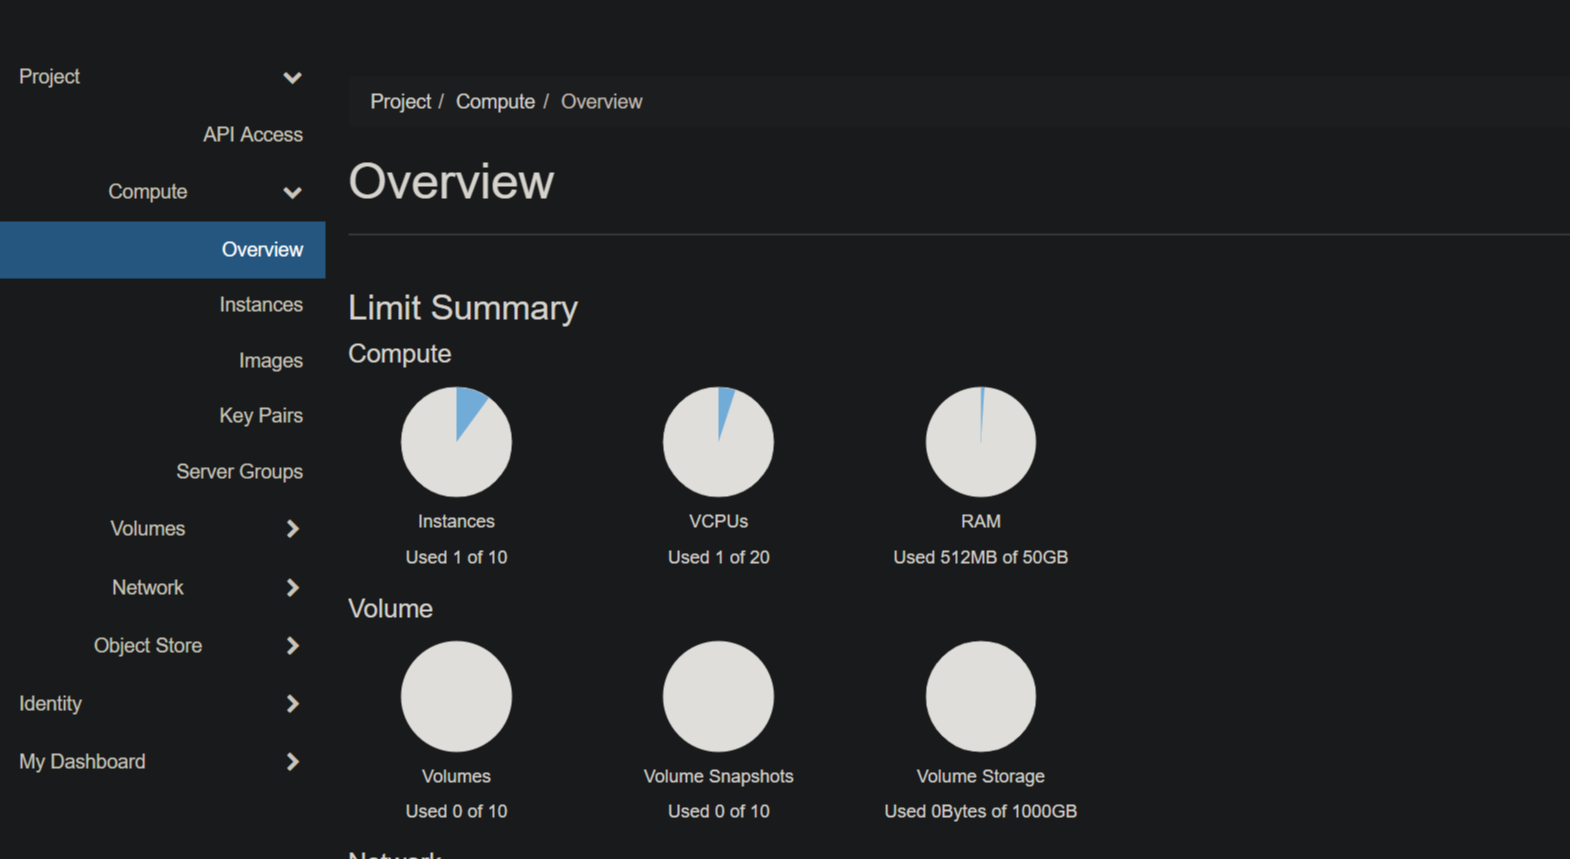 Project
API Access
Compute
Overview
Instances
Images
Key Pairs
Server Groups
Volumes
Network
Object Store
Identity
My Dashboard
Project / Compute / Overview
Overview
Limit Summary
Compute
Instances
Used 1 of 10
VCPUs
Used 1 of 20
RAM
Used 512MB of 50GB
Volume
Volumes
Used 0 of 10
Volume Snapshots
Used 0 of 10
Volume Storage
Used 0Bytes of 1000GB
Network